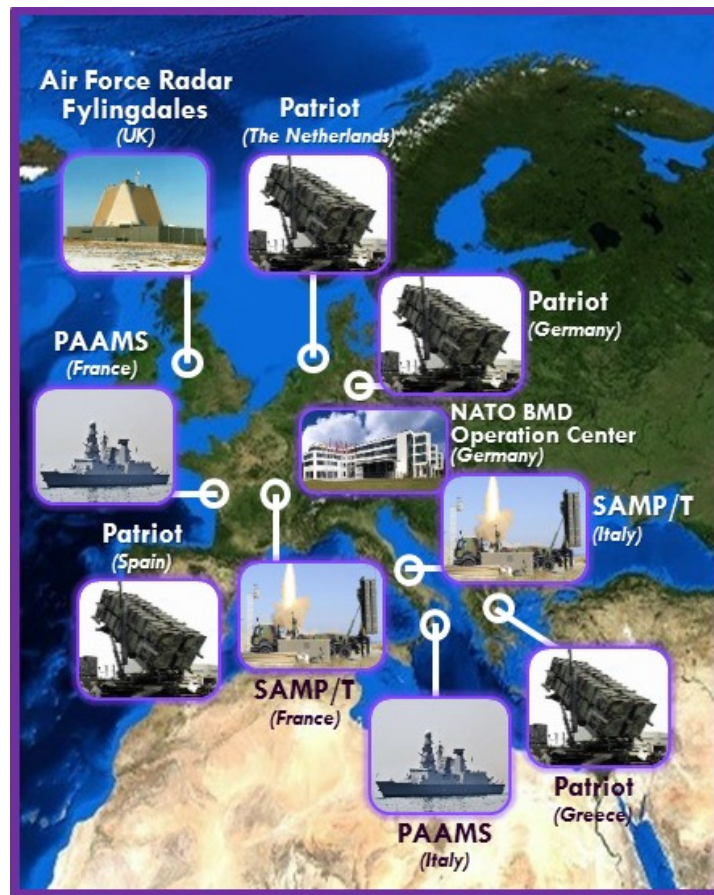 Air Force Radar
Fylingdales
(UK)
Patriot
(The Netherlands)
Patriot
(Germany)
PAAMS
(France)
NATO BMD
Operation Center
(Germany)
SAMP/T
(Italy)
Patriot
(Spain)
SAMP/T
(France)
PAAMS
(Italy)
Patriot
(Greece)